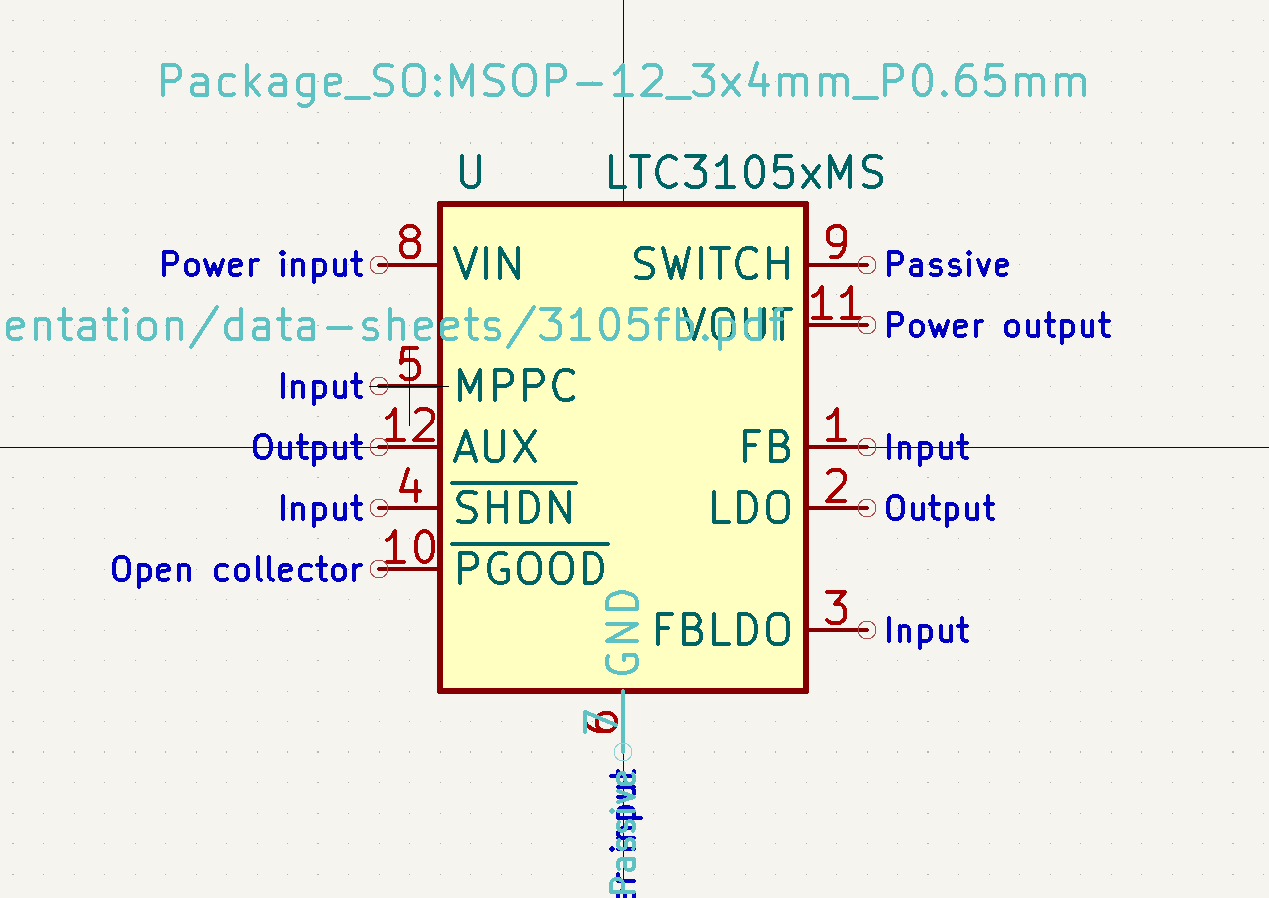 Package_SO:MSOP-12_3x4mm_P0.65mm
U LTC3105xMS
Power input 8 VIN SWITCH 9 Passive
entation/data-sheets/3105fb.pdf
VOUT 11 Power output
Input 5 MPPC
Output 12 AUX FB 1 Input
Input 4 SHDN LDO 2 Output
Open collector 10 PGOOD
GND FBLDO 3 Input
6
7
Passive
input